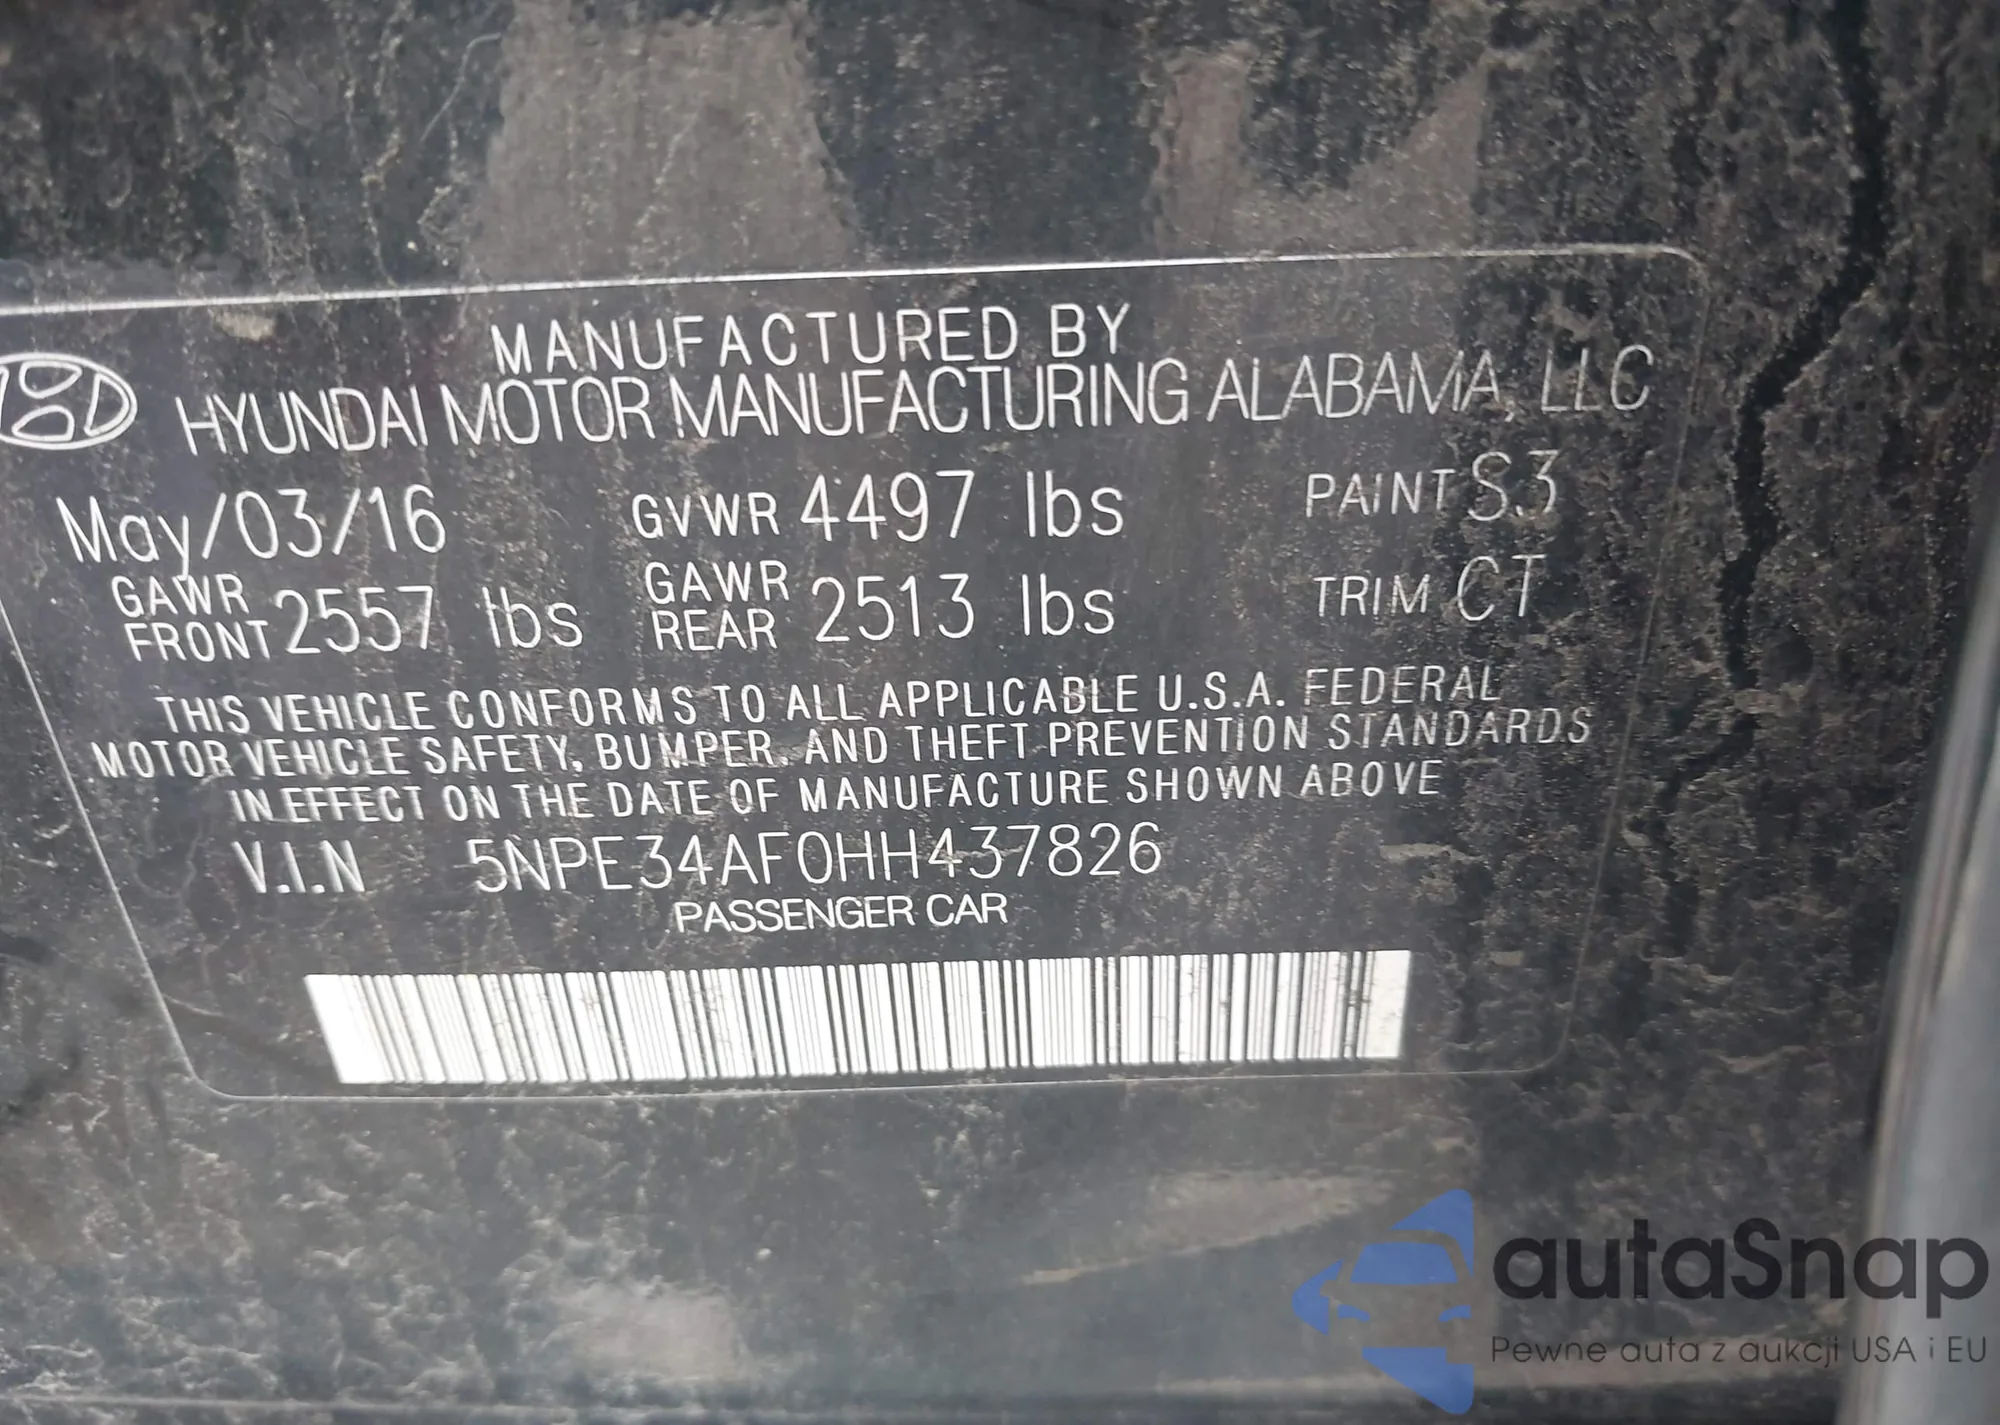 MANUFACTURED BY
HYUNDAI MOTOR MANUFACTURING ALABAMA, LLC
May/03/16 GVWR 4497 lbs PAINT S3
GAWR FRONT 2557 lbs GAWR REAR 2513 lbs TRIM CT
THIS VEHICLE CONFORMS TO ALL APPLICABLE U.S.A. FEDERAL
MOTOR VEHICLE SAFETY, BUMPER, AND THEFT PREVENTION STANDARDS
IN EFFECT ON THE DATE OF MANUFACTURE SHOWN ABOVE
V.I.N 5NPE34AF0HH437826
PASSENGER CAR
autaSnap
Pewne auta z aukcji USA i EU